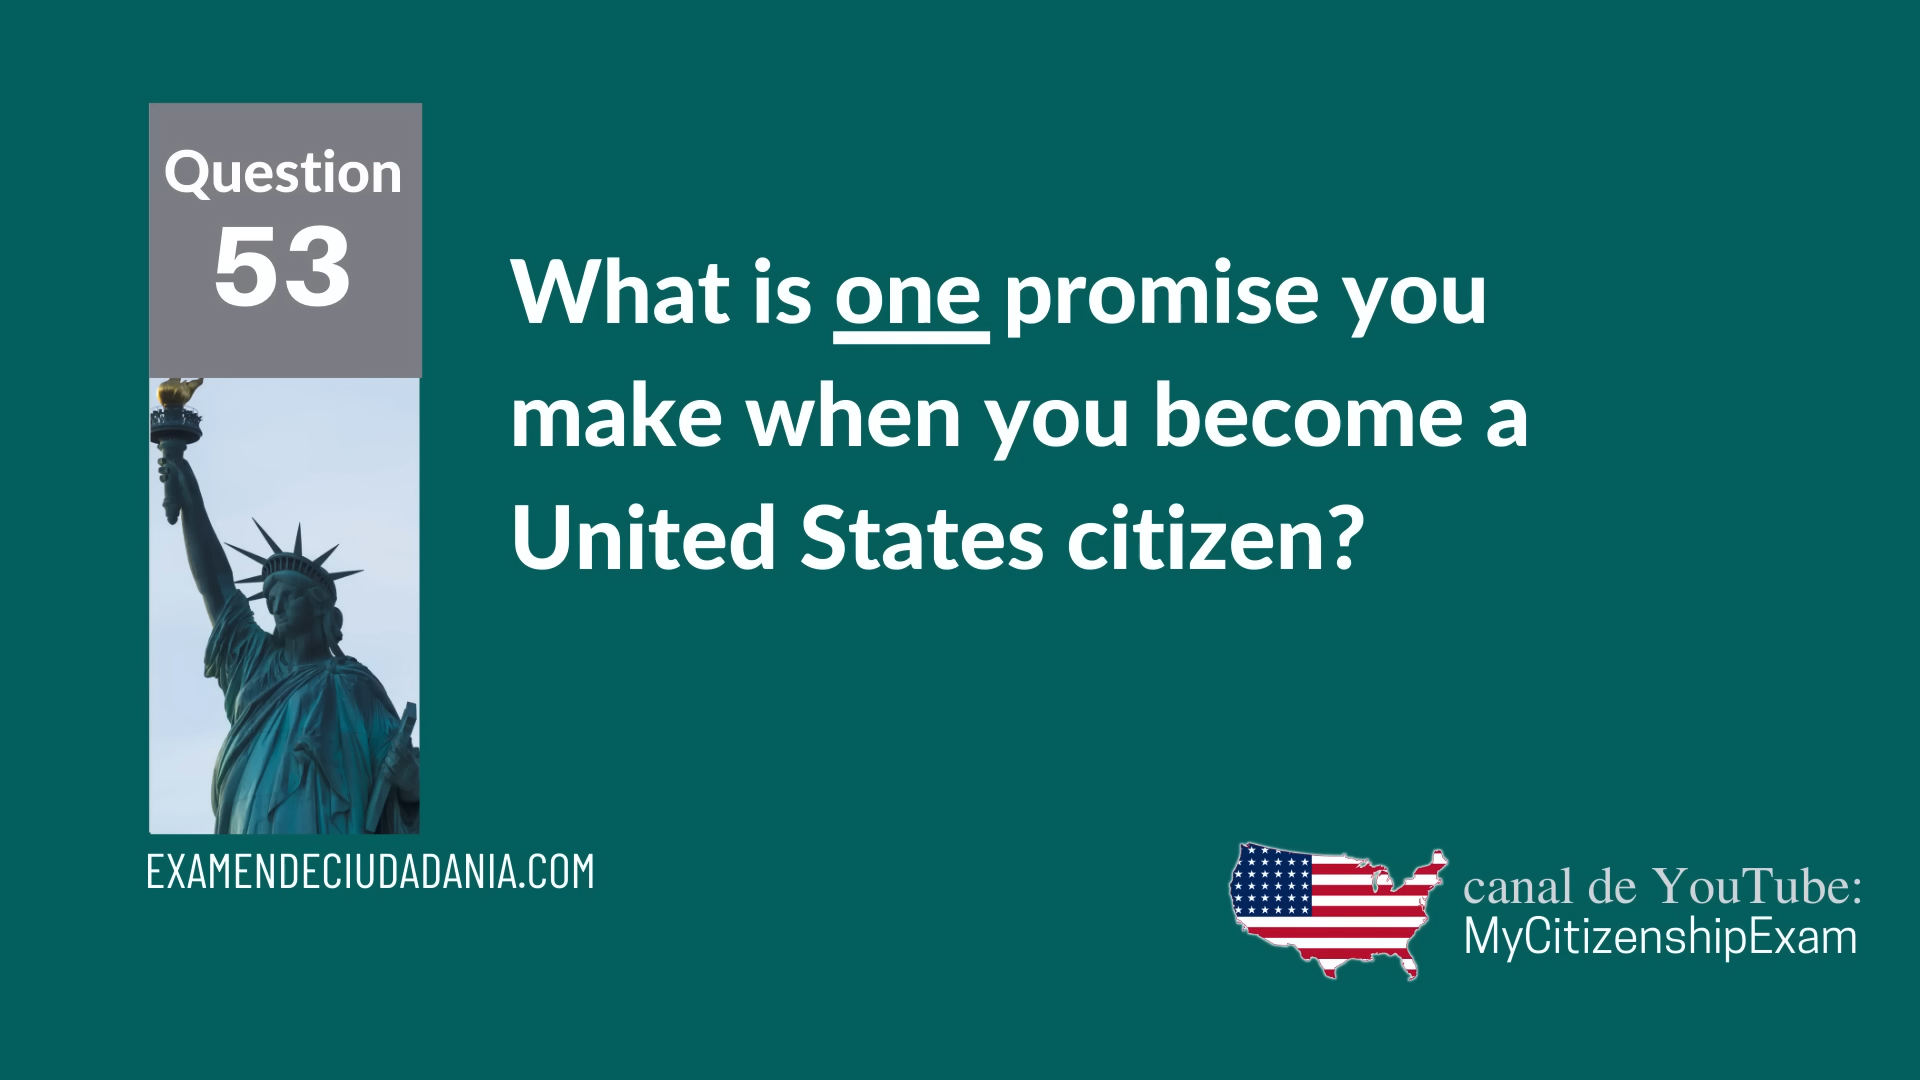 Question
53
What is one promise you
make when you become a
United States citizen?
EXAMENDECIUDADANIA.COM
canal de YouTube:
MyCitizenshipExam